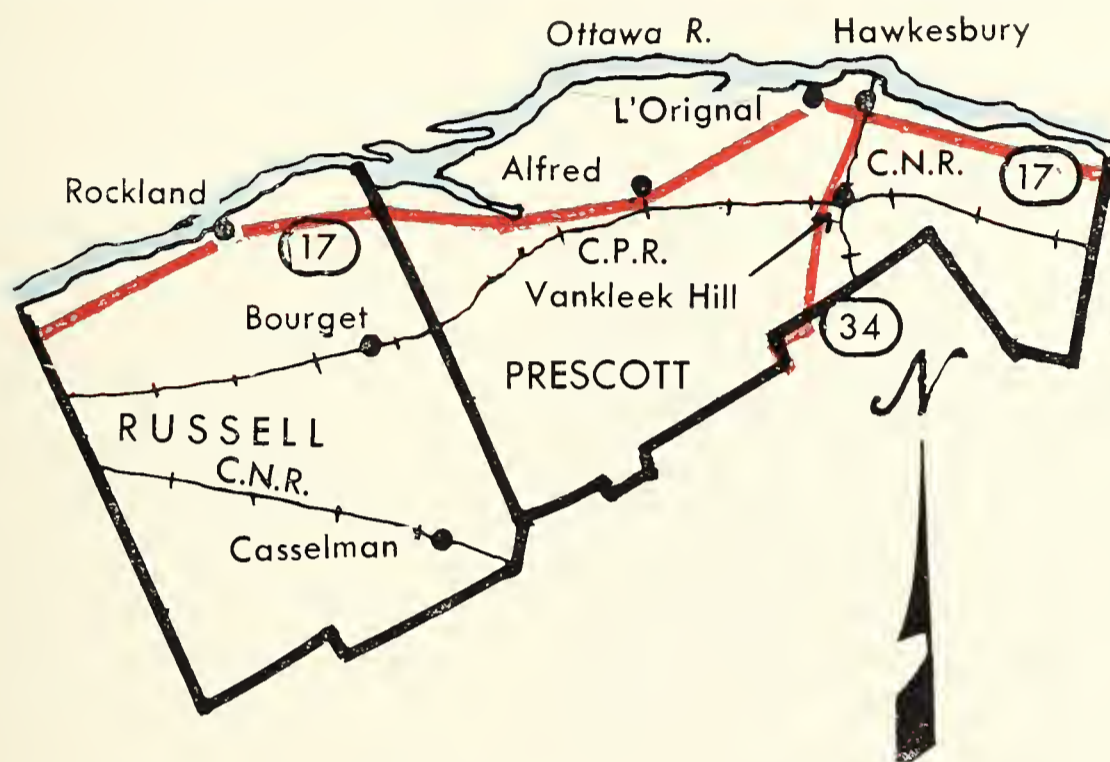 Ottawa R.
Hawkesbury
L'Orignal
Alfred
C.N.R.
17
Rockland
17
C.P.R.
Vankleek Hill
Bourget
34
PRESCOTT
N
RUSSELL
C.N.R.
Casselman